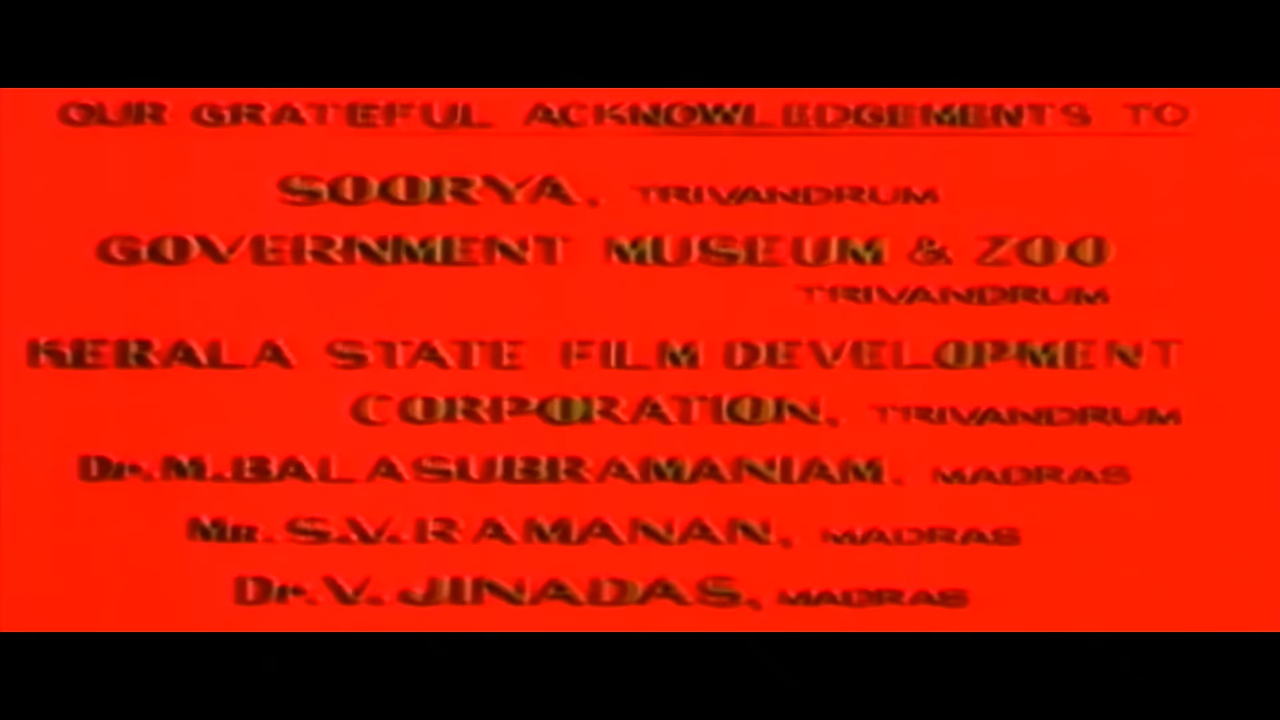 OUR GRATEFUL ACKNOWLEDGEMENTS TO
SOORYA, TRIVANDRUM
GOVERNMENT MUSEUM & ZOO
TRIVANDRUM
KERALA STATE FILM DEVELOPMENT
CORPORATION, TRIVANDRUM
Dr. M. BALASUBRAMANIAM. MADRAS
MR. S.V. RAMANAN, MADRAS
Dr. V. JINADAS, MADRAS